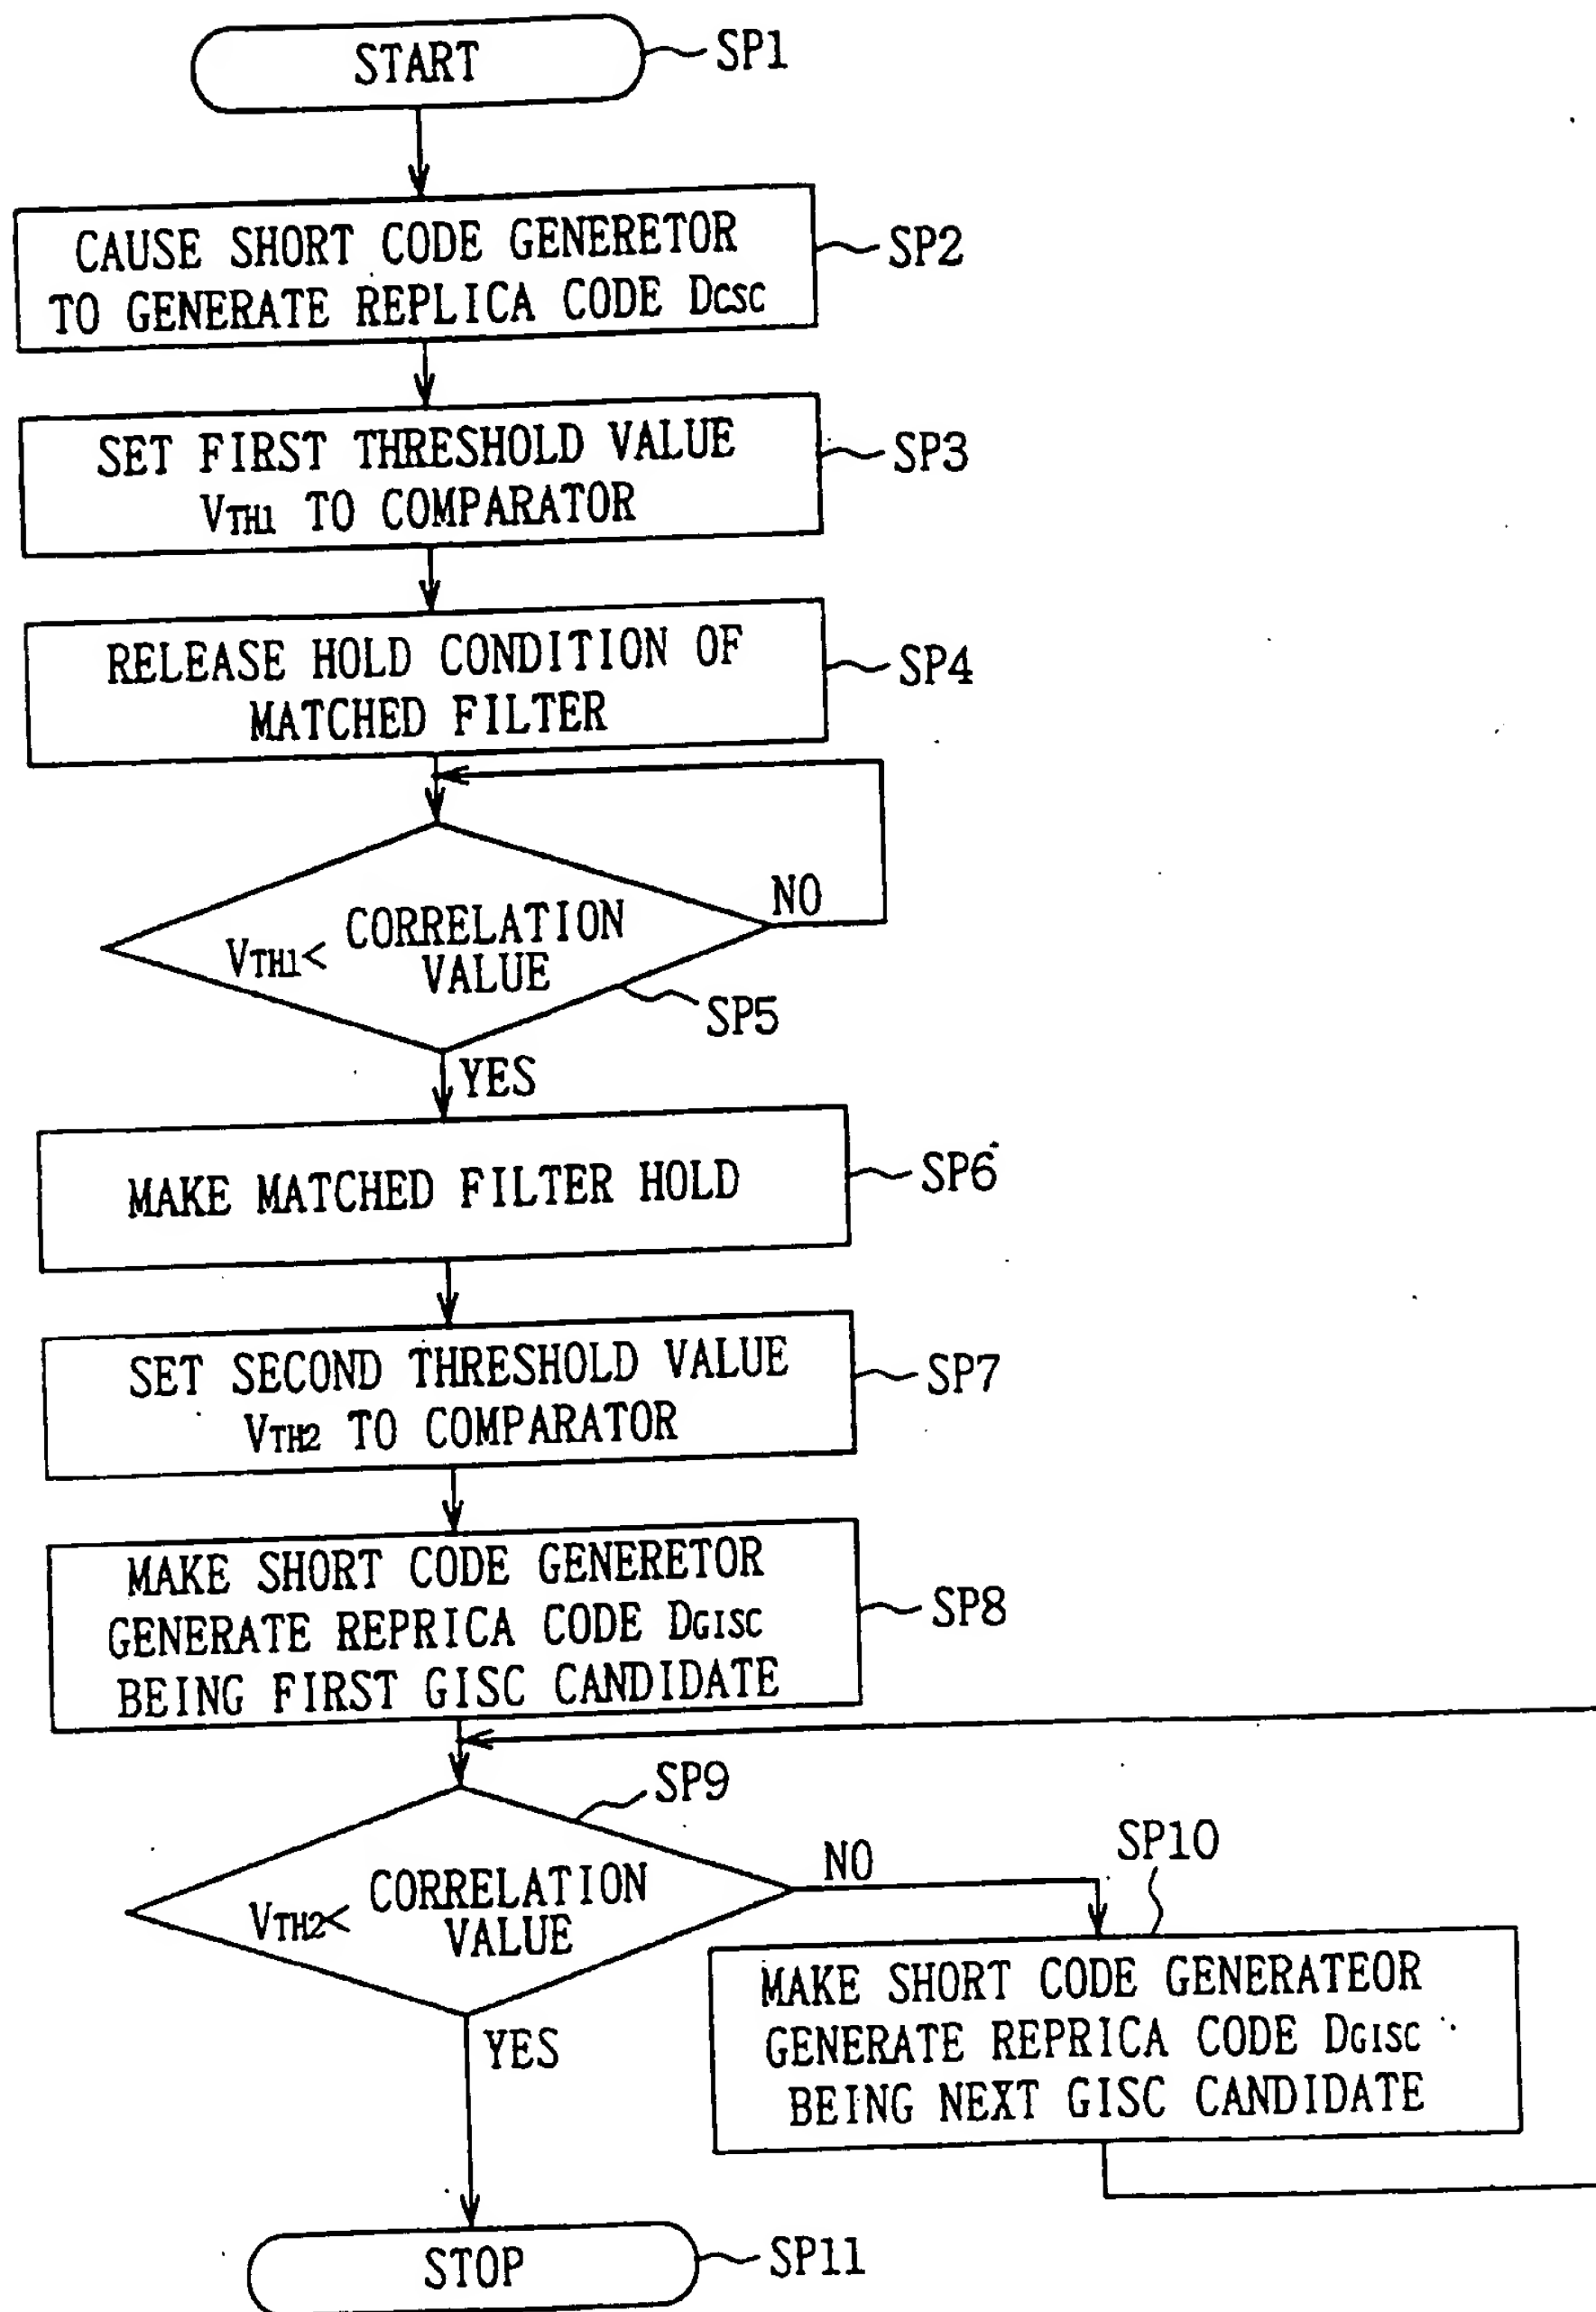 START
SP1
CAUSE SHORT CODE GENERETOR
TO GENERATE REPLICA CODE DCSC
SP2
SET FIRST THRESHOLD VALUE
VTH1 TO COMPARATOR
SP3
RELEASE HOLD CONDITION OF
MATCHED FILTER
SP4
NO
VTH1< CORRELATION
VALUE
SP5
YES
MAKE MATCHED FILTER HOLD
SP6
SET SECOND THRESHOLD VALUE
VTH2 TO COMPARATOR
SP7
MAKE SHORT CODE GENERETOR
GENERATE REPRICA CODE DGISC
BEING FIRST GISC CANDIDATE
SP8
SP9
NO
VTH2< CORRELATION
VALUE
YES
SP10
MAKE SHORT CODE GENERATEOR
GENERATE REPRICA CODE DGISC
BEING NEXT GISC CANDIDATE
STOP
SP11